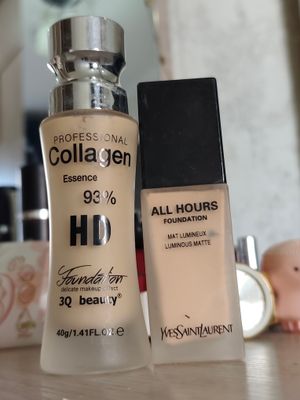 PROFESSIONAL
Collagen
Essence
93%
HD
Foundation
delicate makeup effect
3Q beauty®
40g/1.41FL.OZ e
ALL HOURS
FOUNDATION
MAT LUMINEUX
LUMINOUS MATTE
YVESSAINTLAURENT